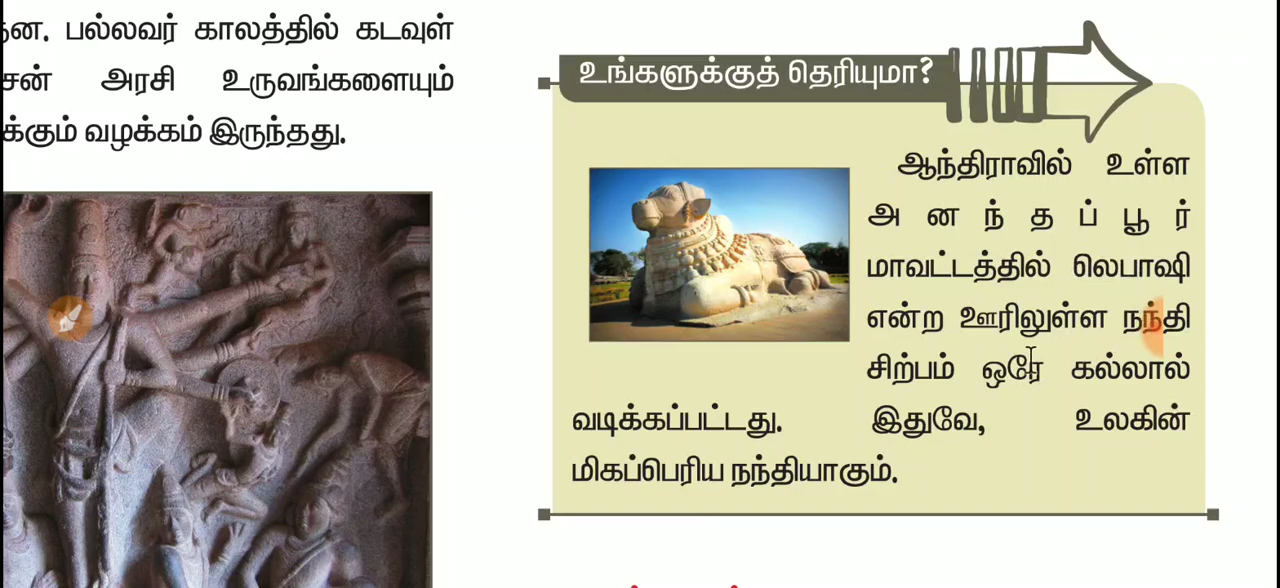 பல்லவர் காலத்தில் கடவுள்
அரசி உருவங்களையும்
வழக்கம் இருந்தது.
உங்களுக்குத் தெரியுமா?
ஆந்திராவில் உள்ள
அனந்தப்பூர்
மாவட்டத்தில் லெபாஷி
என்ற ஊரிலுள்ள நந்தி
சிற்பம் ஒரே கல்லால்
வடிக்கப்பட்டது. இதுவே, உலகின்
மிகப்பெரிய நந்தியாகும்.